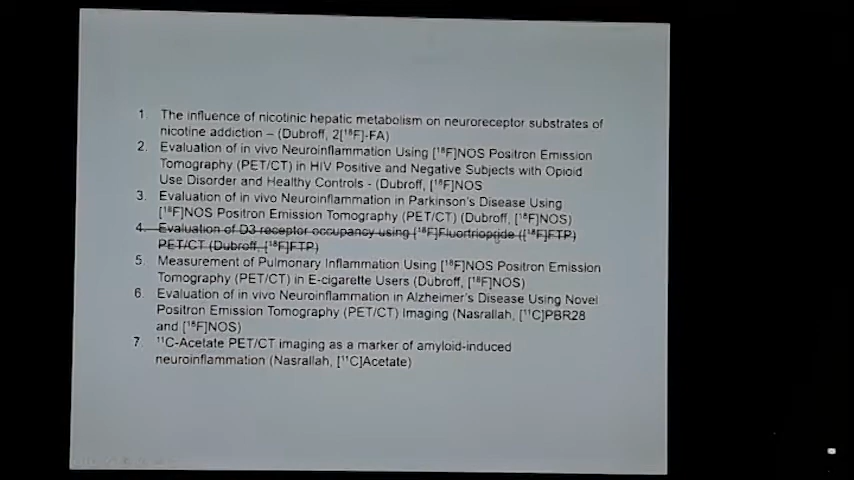 1. The influence of nicotinic hepatic metabolism on neuroreceptor substrates of
nicotine addiction – (Dubroff, 2[¹⁸F]-FA)
2. Evaluation of in vivo Neuroinflammation Using [¹⁸F]NOS Positron Emission
Tomography (PET/CT) in HIV Positive and Negative Subjects with Opioid
Use Disorder and Healthy Controls - (Dubroff, [¹⁸F]NOS
3. Evaluation of in vivo Neuroinflammation in Parkinson's Disease Using
[¹⁸F]NOS Positron Emission Tomography (PET/CT) (Dubroff, [¹⁸F]NOS)
4. Evaluation of D3 receptor occupancy using [¹⁸F]Fluortriopride ([¹⁸F]FTP)
PET/CT (Dubroff, [¹⁸F]FTP)
5. Measurement of Pulmonary Inflammation Using [¹⁸F]NOS Positron Emission
Tomography (PET/CT) in E-cigarette Users (Dubroff, [¹⁸F]NOS)
6. Evaluation of in vivo Neuroinflammation in Alzheimer's Disease Using Novel
Positron Emission Tomography (PET/CT) Imaging (Nasrallah, [¹¹C]PBR28
and [¹⁸F]NOS)
7. ¹¹C-Acetate PET/CT imaging as a marker of amyloid-induced
neuroinflammation (Nasrallah, [¹¹C]Acetate)